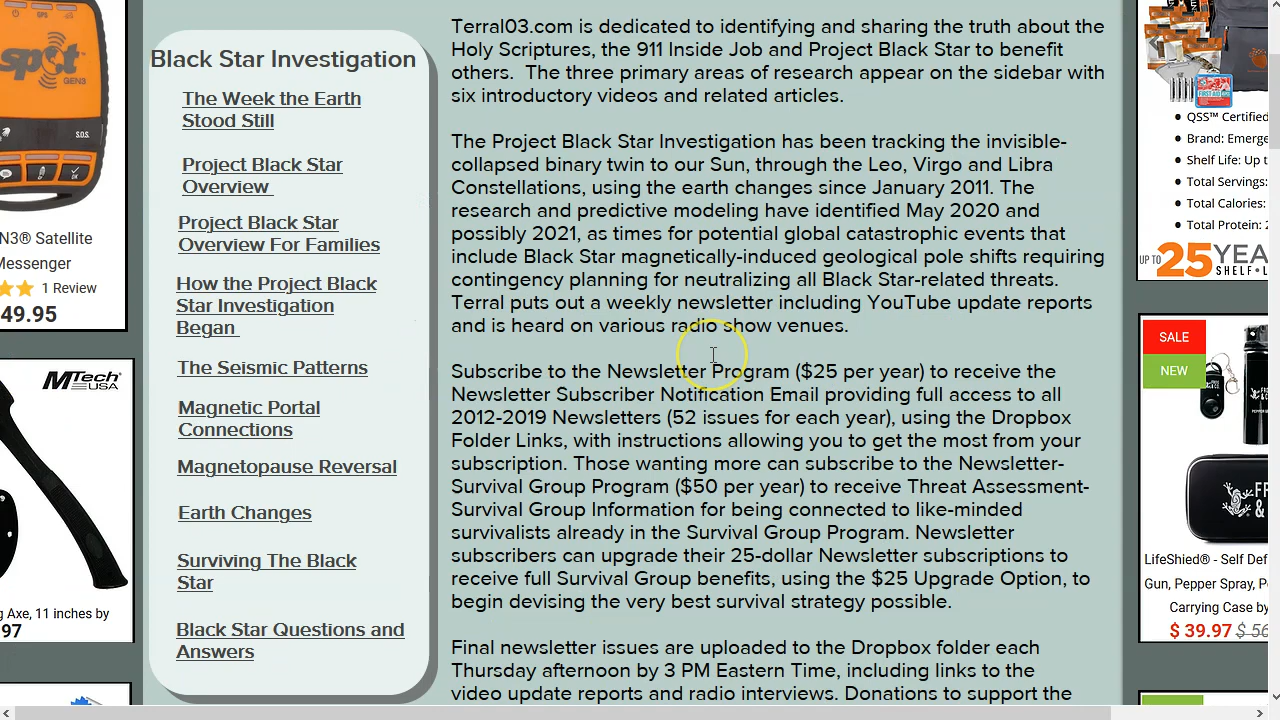 spot
GEN3
S.O.S.
N3® Satellite
Messenger
1 Review
49.95
MTech
USA
g Axe, 11 inches by
97
Black Star Investigation
The Week the Earth
Stood Still
Project Black Star
Overview
Project Black Star
Overview For Families
How the Project Black
Star Investigation
Began
The Seismic Patterns
Magnetic Portal
Connections
Magnetopause Reversal
Earth Changes
Surviving The Black
Star
Black Star Questions and
Answers
Terral03.com is dedicated to identifying and sharing the truth about the
Holy Scriptures, the 911 Inside Job and Project Black Star to benefit
others.  The three primary areas of research appear on the sidebar with
six introductory videos and related articles.
The Project Black Star Investigation has been tracking the invisible-
collapsed binary twin to our Sun, through the Leo, Virgo and Libra
Constellations, using the earth changes since January 2011. The
research and predictive modeling have identified May 2020 and
possibly 2021, as times for potential global catastrophic events that
include Black Star magnetically-induced geological pole shifts requiring
contingency planning for neutralizing all Black Star-related threats.
Terral puts out a weekly newsletter including YouTube update reports
and is heard on various radio show venues.
Subscribe to the Newsletter Program ($25 per year) to receive the
Newsletter Subscriber Notification Email providing full access to all
2012-2019 Newsletters (52 issues for each year), using the Dropbox
Folder Links, with instructions allowing you to get the most from your
subscription. Those wanting more can subscribe to the Newsletter-
Survival Group Program ($50 per year) to receive Threat Assessment-
Survival Group Information for being connected to like-minded
survivalists already in the Survival Group Program. Newsletter
subscribers can upgrade their 25-dollar Newsletter subscriptions to
receive full Survival Group benefits, using the $25 Upgrade Option, to
begin devising the very best survival strategy possible.
Final newsletter issues are uploaded to the Dropbox folder each
Thursday afternoon by 3 PM Eastern Time, including links to the
video update reports and radio interviews. Donations to support the
FIRST AID
• QSS™ Certified
• Brand: Emerge
• Shelf Life: Up t
• Total Servings:
• Total Calories:
• Total Protein: 2
UP TO 25 YEA
SHELF-L
SALE
NEW
LifeShied® - Self Def
Gun, Pepper Spray, P
Carrying Case by
$ 39.97 $ 56